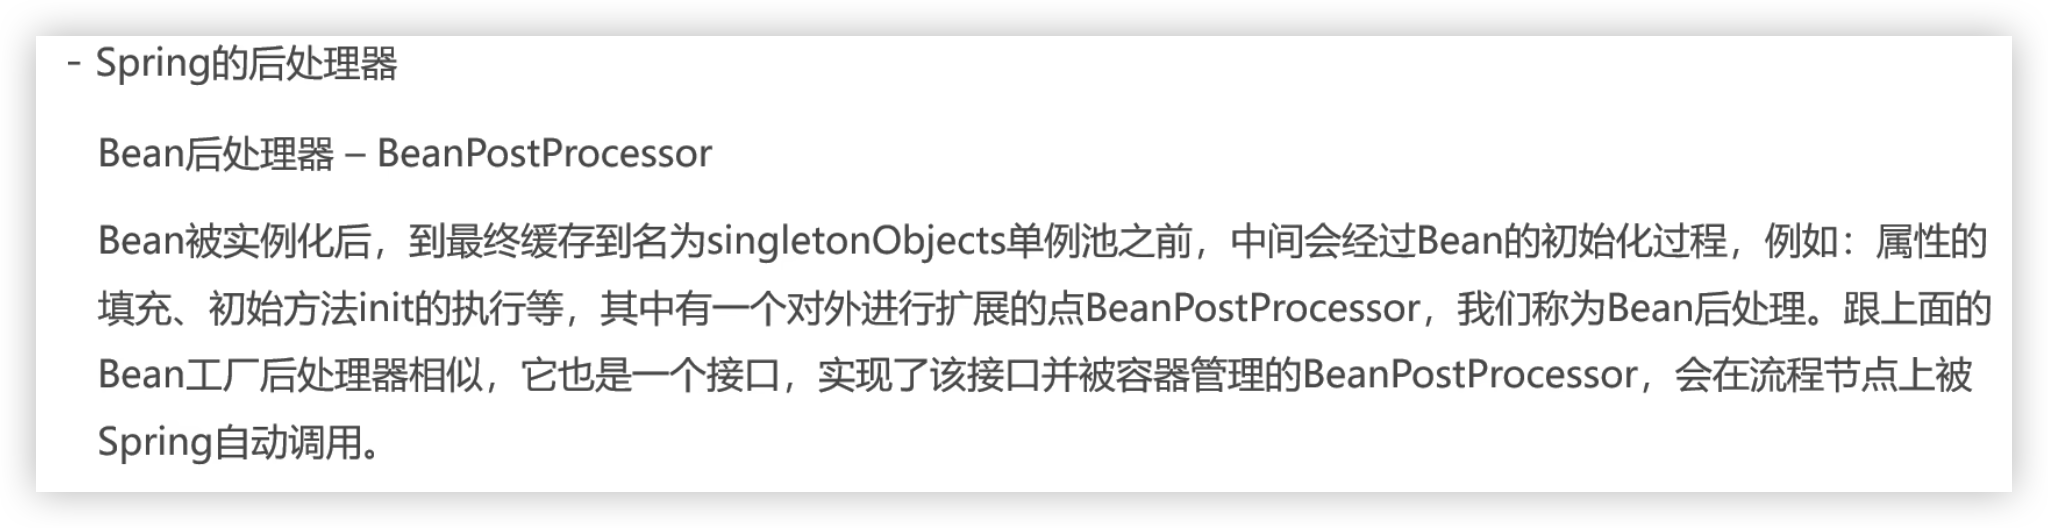 - Spring的后处理器
Bean后处理器 – BeanPostProcessor
Bean被实例化后，到最终缓存到名为singletonObjects单例池之前，中间会经过Bean的初始化过程，例如：属性的
填充、初始方法init的执行等，其中有一个对外进行扩展的点BeanPostProcessor，我们称为Bean后处理。跟上面的
Bean工厂后处理器相似，它也是一个接口，实现了该接口并被容器管理的BeanPostProcessor，会在流程节点上被
Spring自动调用。